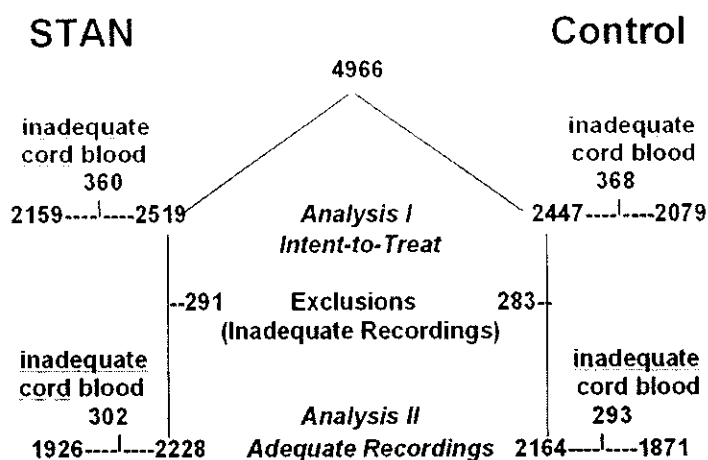 STAN Control
4966
inadequate
cord blood
360
inadequate
cord blood
368
2159 2519 Analysis I 2447 2079
Intent-to-Treat
291 Exclusions 283
(Inadequate Recordings)
inadequate
cord blood
302
inadequate
cord blood
293
Analysis II
1926 2228 Adequate Recordings 2164 1871